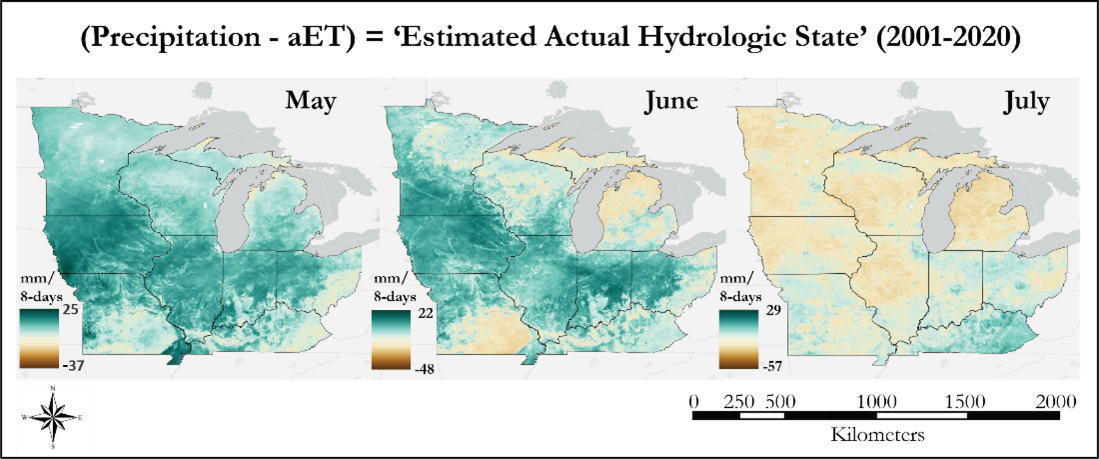 (Precipitation - aET) = ‘Estimated Actual Hydrologic State’ (2001-2020)
May
June
July
mm/
8-days
25
-37
mm/
8-days
22
-48
mm/
8-days
29
-57
N
W
E
S
0 250 500 1000 1500 2000
Kilometers